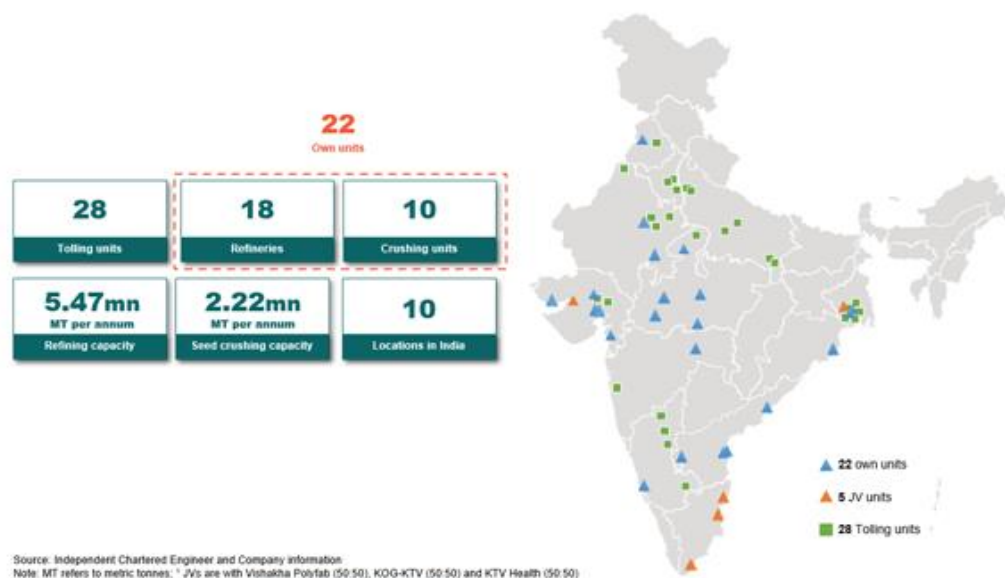 22
Own units
28
Tolling units
18
Refineries
10
Crushing units
5.47mn
MT per annum
Refining capacity
2.22mn
MT per annum
Seed crushing capacity
10
Locations in India
22 own units
5 JV units
28 Tolling units
Source: Independent Chartered Engineer and Company information
Note: MT refers to metric tonnes; ¹ JVs are with Vishakha Polyfab (50:50), KOG-KTV (50:50) and KTV Health (50:50)